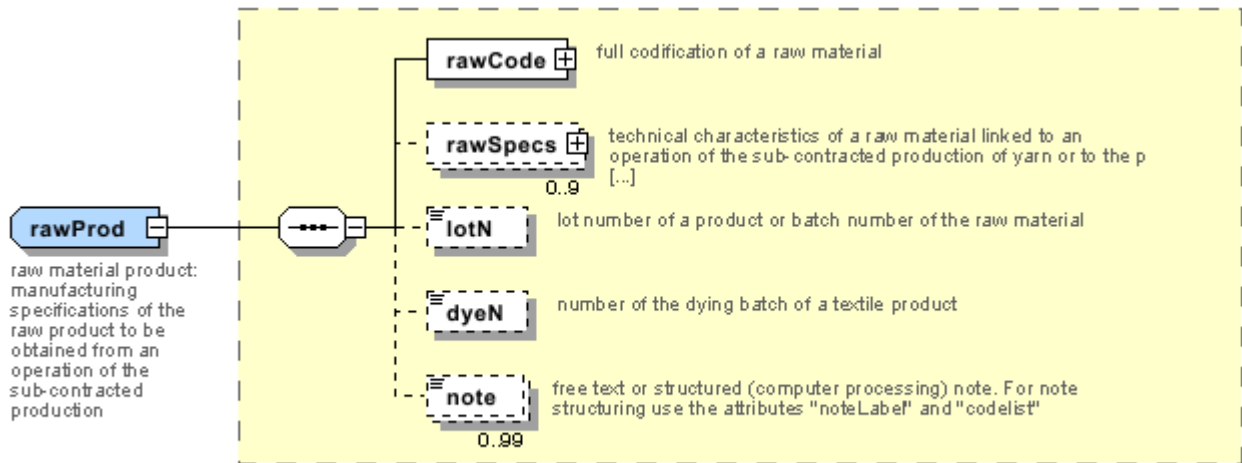 rawCode
full codification of a raw material
rawSpecs
technical characteristics of a raw material linked to an
operation of the sub-contracted production of yarn or to the p
[...]
0..9
rawProd
raw material product:
manufacturing
specifications of the
raw product to be
obtained from an
operation of the
sub-contracted
production
lotN
lot number of a product or batch number of the raw material
dyeN
number of the dying batch of a textile product
note
free text or structured (computer processing) note. For note
structuring use the attributes "noteLabel" and "codelist"
0..99